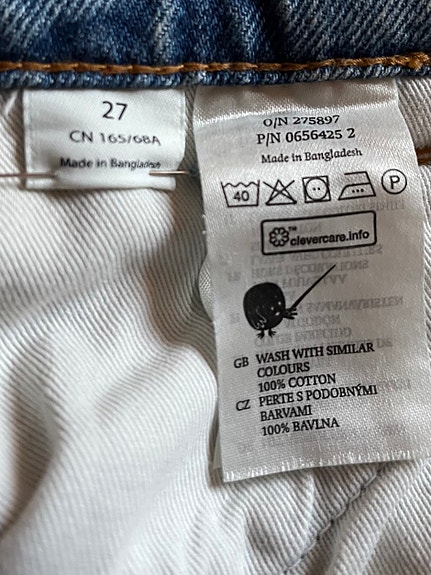 27
CN 165/68A
Made in Bangladesh
O/N 275897
P/N 0656425 2
Made in Bangladesh
40
P
clevercare.info
GB WASH WITH SIMILAR
COLOURS
100% COTTON
CZ PERTE S PODOBNÝMI
BARVAMI
100% BAVLNA